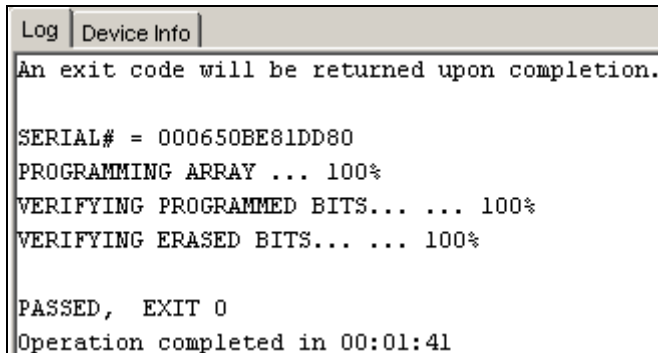 Log Device Info
An exit code will be returned upon completion.
SERIAL# = 000650BE81DD80
PROGRAMMING ARRAY ... 100%
VERIFYING PROGRAMMED BITS... ... 100%
VERIFYING ERASED BITS... ... 100%
PASSED, EXIT 0
Operation completed in 00:01:41